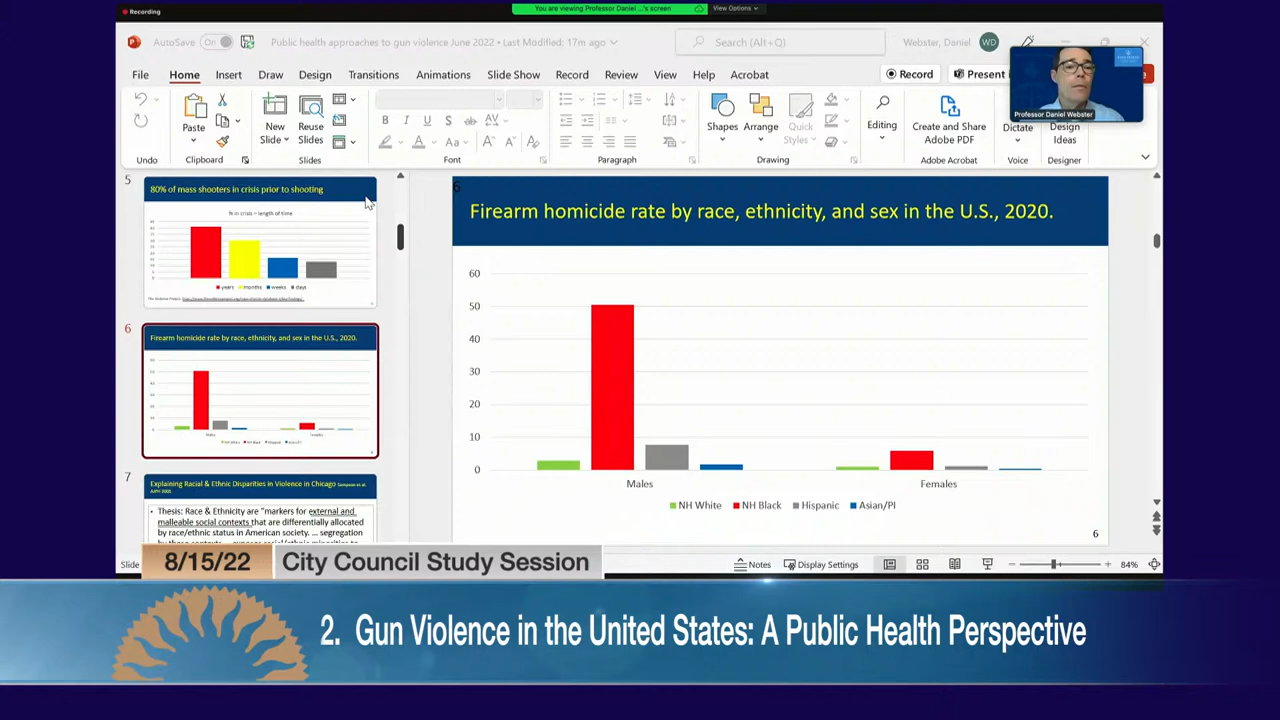 Recording
You are viewing Professor Daniel ...'s screen
View Options
AutoSave
On
Public health approaches to gun violence June 2022 • Last Modified: 17m ago
Search (Alt+Q)
Webster, Daniel
WD
File
Home
Insert
Draw
Design
Transitions
Animations
Slide Show
Record
Review
View
Help
Acrobat
Record
Present i
Professor Daniel Webster
Paste
New
Slide
Reuse
Slides
B
I
U
S
ab
AV
A
Aa
A
A
A
Shapes
Arrange
Quick
Styles
Editing
Create and Share
Adobe PDF
Dictate
Design
Ideas
Undo
Clipboard
Slides
Font
Paragraph
Drawing
Adobe Acrobat
Voice
Designer
5
80% of mass shooters in crisis prior to shooting
% in crisis = length of time
years
months
weeks
days
6
Firearm homicide rate by race, ethnicity, and sex in the U.S., 2020.
Males
Females
7
Explaining Racial & Ethnic Disparities in Violence in Chicago
• Thesis: Race & Ethnicity are "markers for external and
malleable social contexts that are differentially allocated
by race/ethnic status in American society. ... segregation
6
Firearm homicide rate by race, ethnicity, and sex in the U.S., 2020.
60
50
40
30
20
10
0
Males
Females
NH White
NH Black
Hispanic
Asian/PI
6
Slide
Notes
Display Settings
84%
8/15/22
City Council Study Session
2. Gun Violence in the United States: A Public Health Perspective